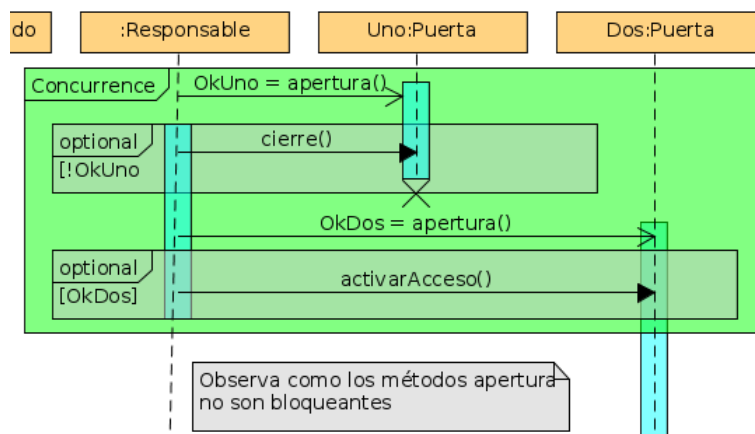 do
:Responsable
Uno:Puerta
Dos:Puerta
Concurrence
OkUno = apertura()
optional
cierre()
[!OkUno
OkDos = apertura()
optional
[OkDos]
activarAcceso()
Observa como los métodos apertura
no son bloqueantes